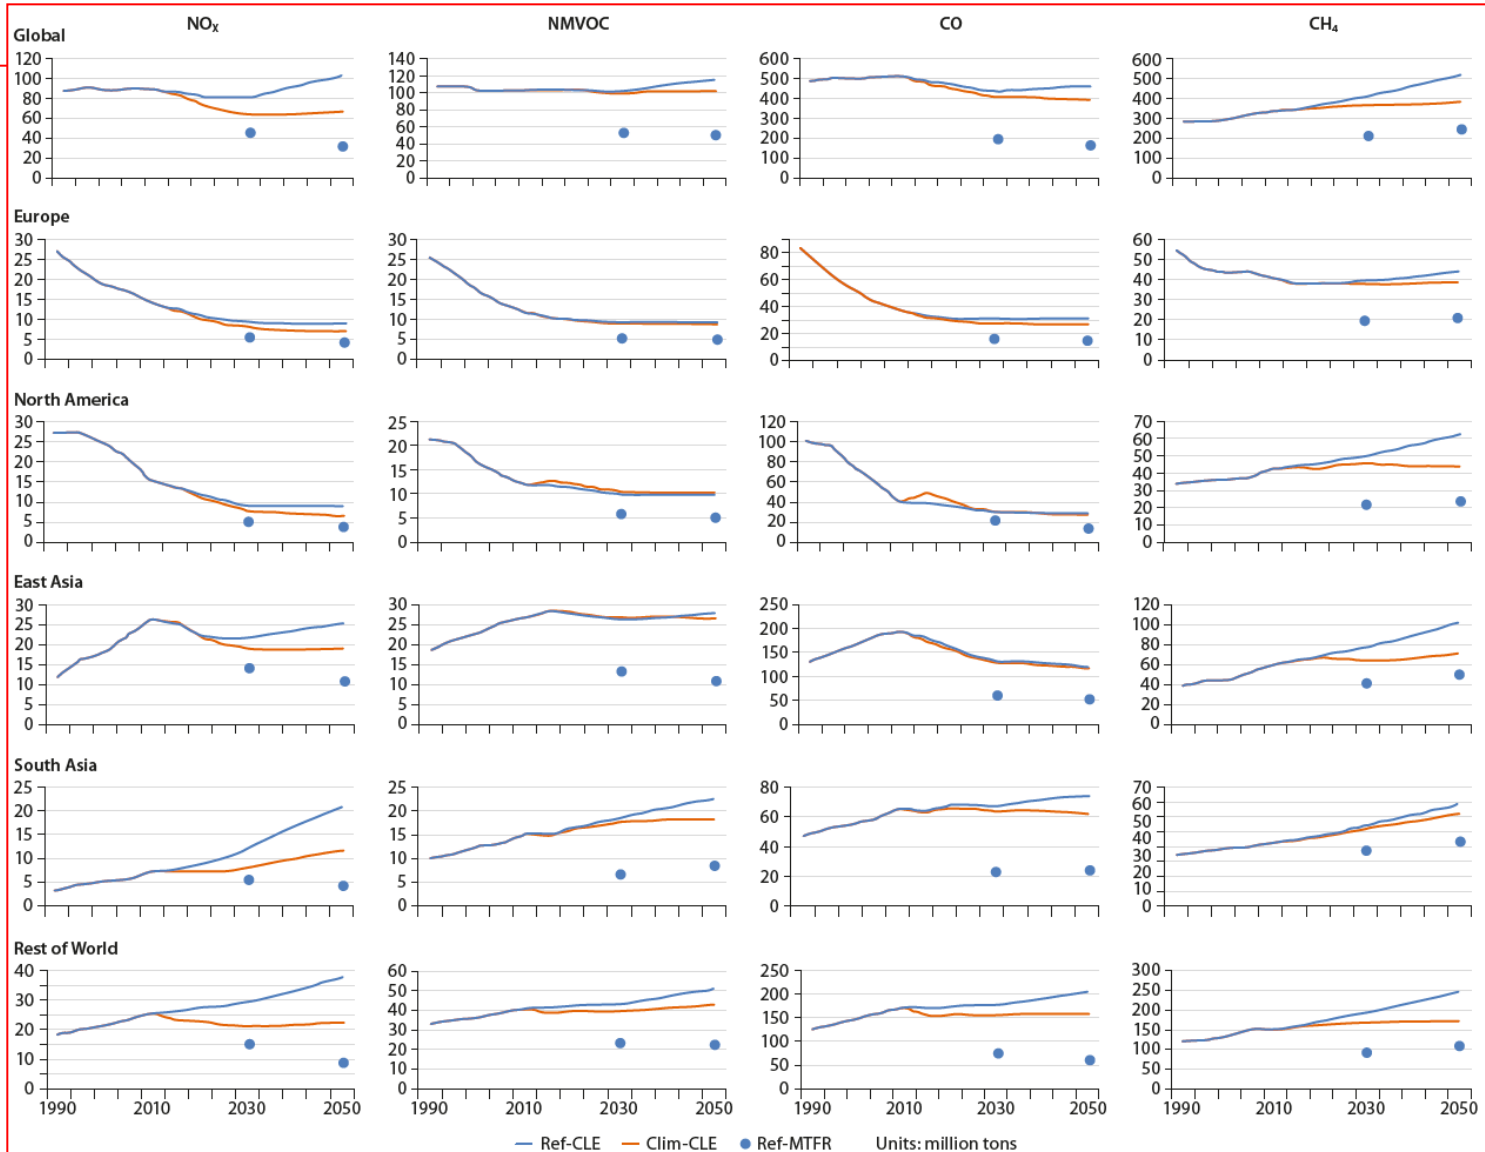 NOₓ NMVOC CO CH₄
Global
120 140 600 600
100 120 500 500
80 100 400 400
60 80 300 300
40 60 200 200
20 40 100 100
0 20 0 0
0
Europe
30 30 80 60
25 25 60 50
20 20 40 40
15 15 20 30
10 10 0 20
5 5 10
0 0 0
North America
30 25 120 70
25 20 100 60
20 15 80 50
15 10 60 40
10 5 40 30
5 0 20 20
0 0 10
0
East Asia
30 30 250 120
25 25 200 100
20 20 150 80
15 15 100 60
10 10 50 40
5 5 0 20
0 0 0
South Asia
25 25 80 70
20 20 60 60
15 15 40 50
10 10 20 40
5 5 0 30
0 0 20
10
0
Rest of World
40 60 250 300
30 50 200 250
20 40 150 200
10 30 100 150
0 20 50 100
10 0 50
0 0
1990 2010 2030 2050 1990 2010 2030 2050 1990 2010 2030 2050 1990 2010 2030 2050
Ref-CLE Clim-CLE Ref-MTFR Units: million tons